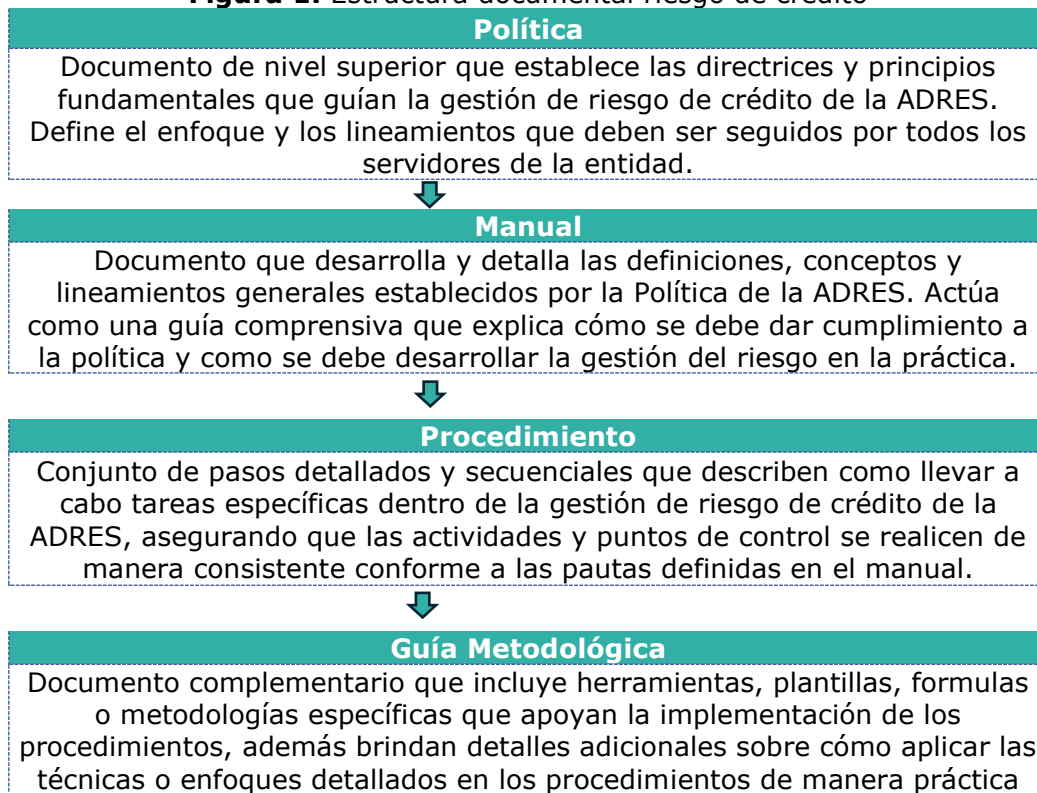 Figura 1. Estructura documental riesgo de crédito
Política
Documento de nivel superior que establece las directrices y principios
fundamentales que guían la gestión de riesgo de crédito de la ADRES.
Define el enfoque y los lineamientos que deben ser seguidos por todos los
servidores de la entidad.
Manual
Documento que desarrolla y detalla las definiciones, conceptos y
lineamientos generales establecidos por la Política de la ADRES. Actúa
como una guía comprensiva que explica cómo se debe dar cumplimiento a
la política y como se debe desarrollar la gestión del riesgo en la práctica.
Procedimiento
Conjunto de pasos detallados y secuenciales que describen como llevar a
cabo tareas específicas dentro de la gestión de riesgo de crédito de la
ADRES, asegurando que las actividades y puntos de control se realicen de
manera consistente conforme a las pautas definidas en el manual.
Guía Metodológica
Documento complementario que incluye herramientas, plantillas, formulas
o metodologías específicas que apoyan la implementación de los
procedimientos, además brindan detalles adicionales sobre cómo aplicar las
técnicas o enfoques detallados en los procedimientos de manera práctica